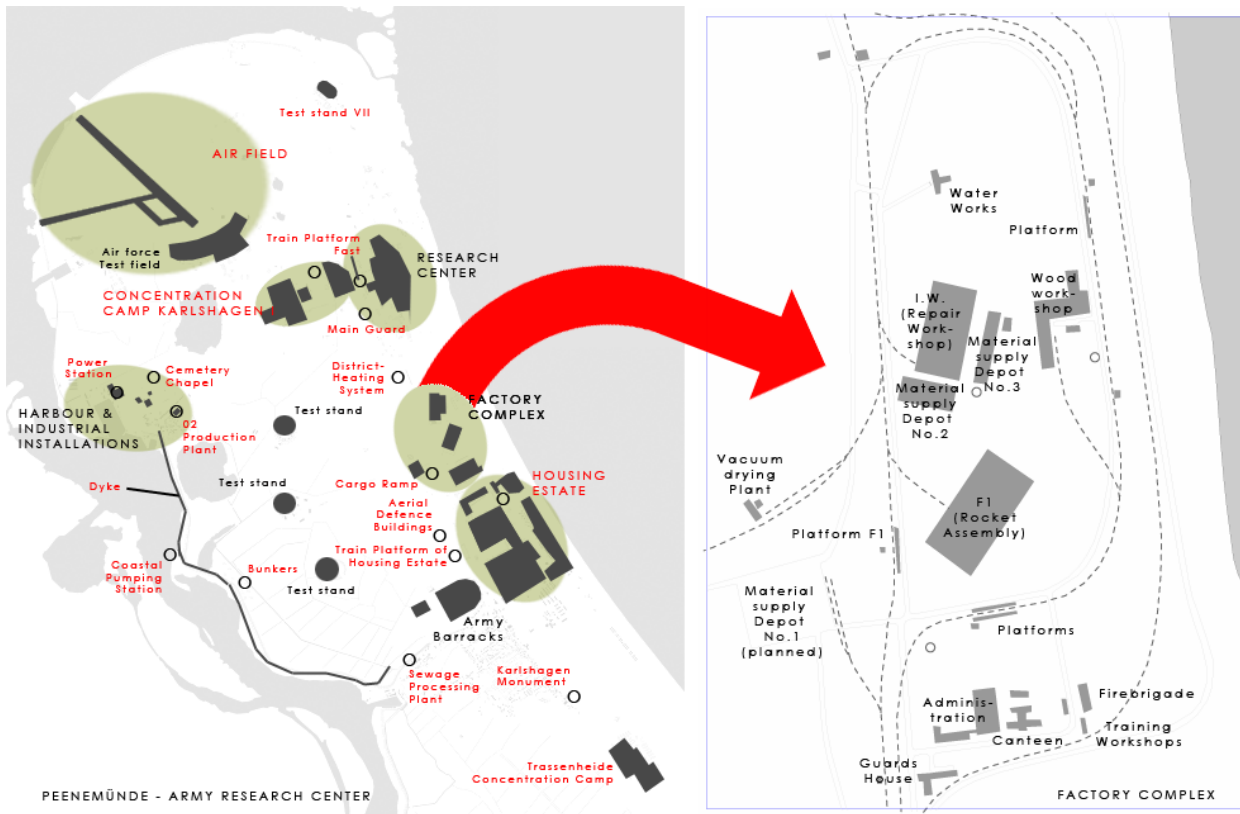 Test stand VII
AIR FIELD
Air force
Test field
Train Platform
Fast
RESEARCH
CENTER
CONCENTRATION
CAMP KARLSHAGEN I
Main Guard
Power
Station
Cemetery
Chapel
District-
Heating
System
FACTORY
COMPLEX
HARBOUR &
INDUSTRIAL
INSTALLATIONS
02
Production
Plant
Test stand
Dyke
Test stand
Cargo Ramp
HOUSING
ESTATE
Aerial
Defence
Buildings
Train Platform of
Housing Estate
Coastal
Pumping
Station
Bunkers
Test stand
Army
Barracks
Sewage
Processing
Plant
Karlshagen
Monument
Trassenheide
Concentration Camp
PEENEMÜNDE - ARMY RESEARCH CENTER
Water
Works
Platform
I.W.
(Repair
Work-
shop)
Wood
work-
shop
Material
supply
Depot
No.3
Material
supply
Depot
No.2
Vacuum
drying
Plant
F1
(Rocket
Assembly)
Platform F1
Material
supply
Depot
No.1
(planned)
Platforms
Adminis-
tration
Canteen
Firebrigade
Training
Workshops
Guards
House
FACTORY COMPLEX